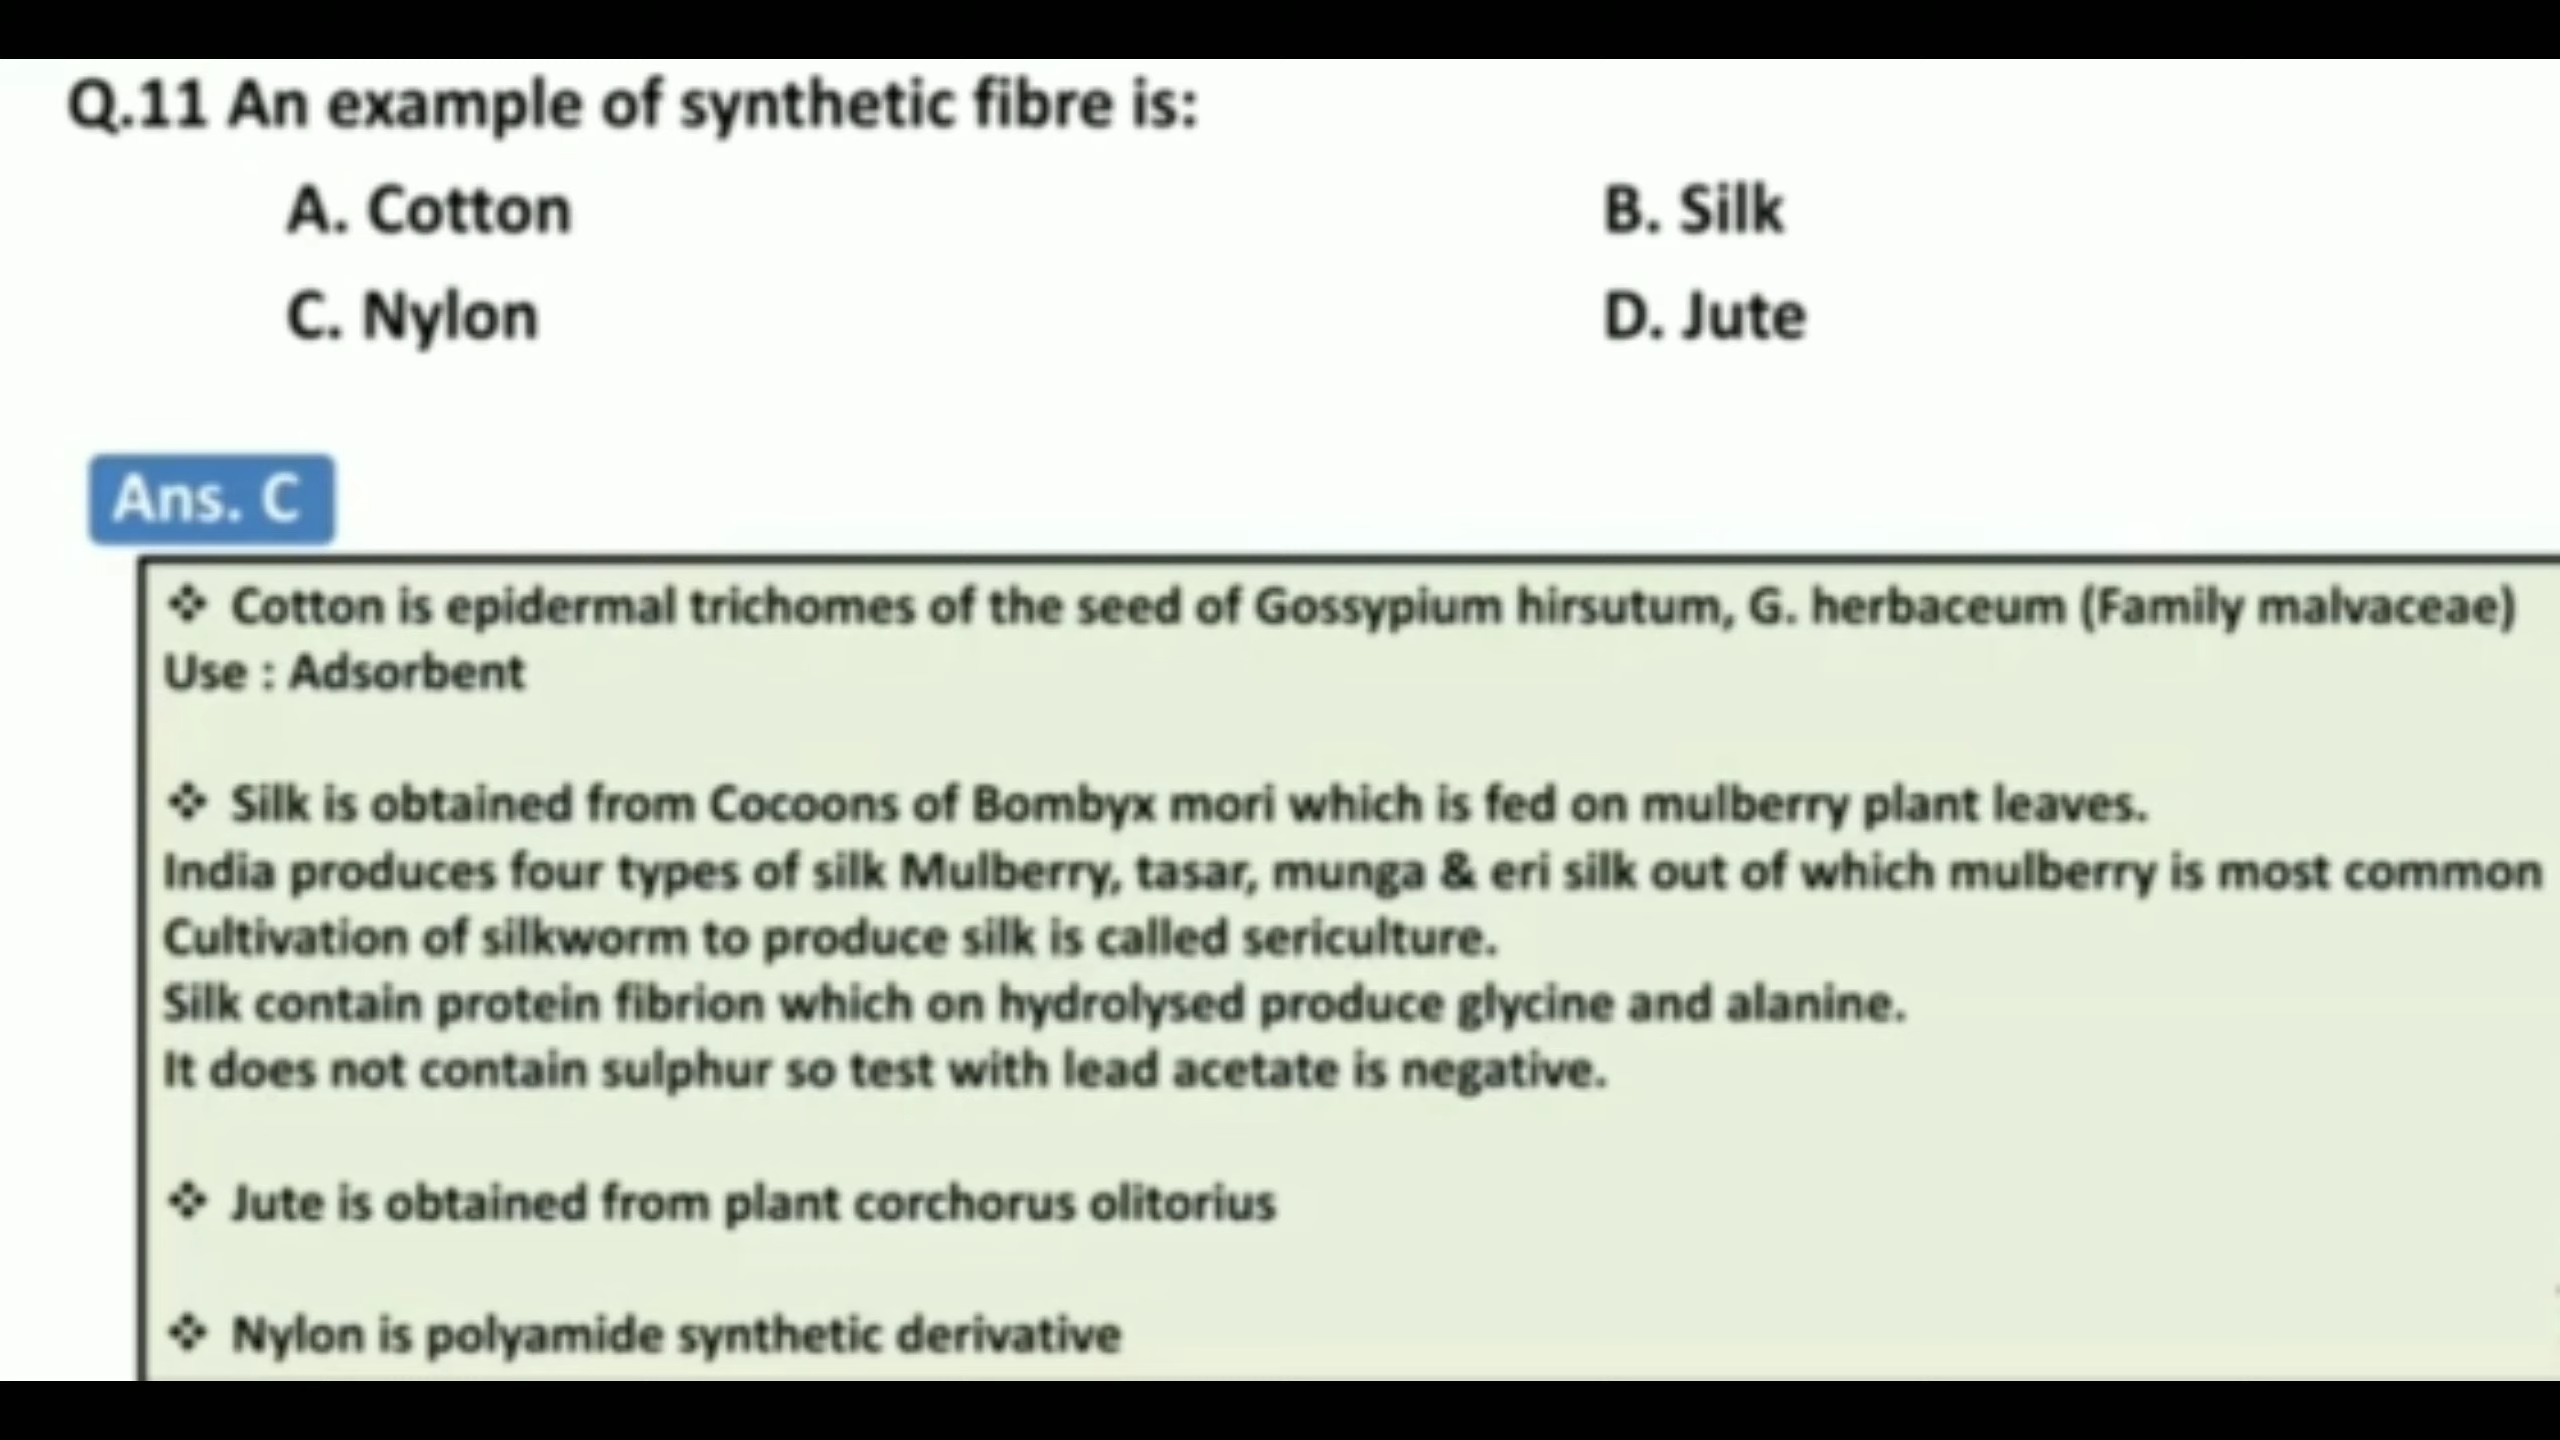 Q.11 An example of synthetic fibre is:
A. Cotton
B. Silk
C. Nylon
D. Jute
Ans. C
❖ Cotton is epidermal trichomes of the seed of Gossypium hirsutum, G. herbaceum (Family malvaceae)
Use : Adsorbent
❖ Silk is obtained from Cocoons of Bombyx mori which is fed on mulberry plant leaves.
India produces four types of silk Mulberry, tasar, munga & eri silk out of which mulberry is most common
Cultivation of silkworm to produce silk is called sericulture.
Silk contain protein fibrion which on hydrolysed produce glycine and alanine.
It does not contain sulphur so test with lead acetate is negative.
❖ Jute is obtained from plant corchorus olitorius
❖ Nylon is polyamide synthetic derivative